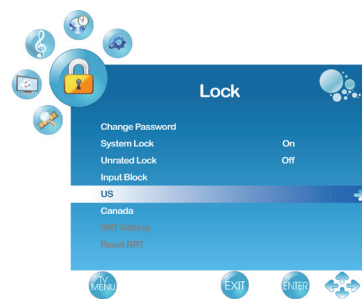 Lock
Change Password
System Lock On
Unrated Lock Off
Input Block
US
Canada
RRT Setting
Reset RRT
TV MENU
EXIT
ENTER